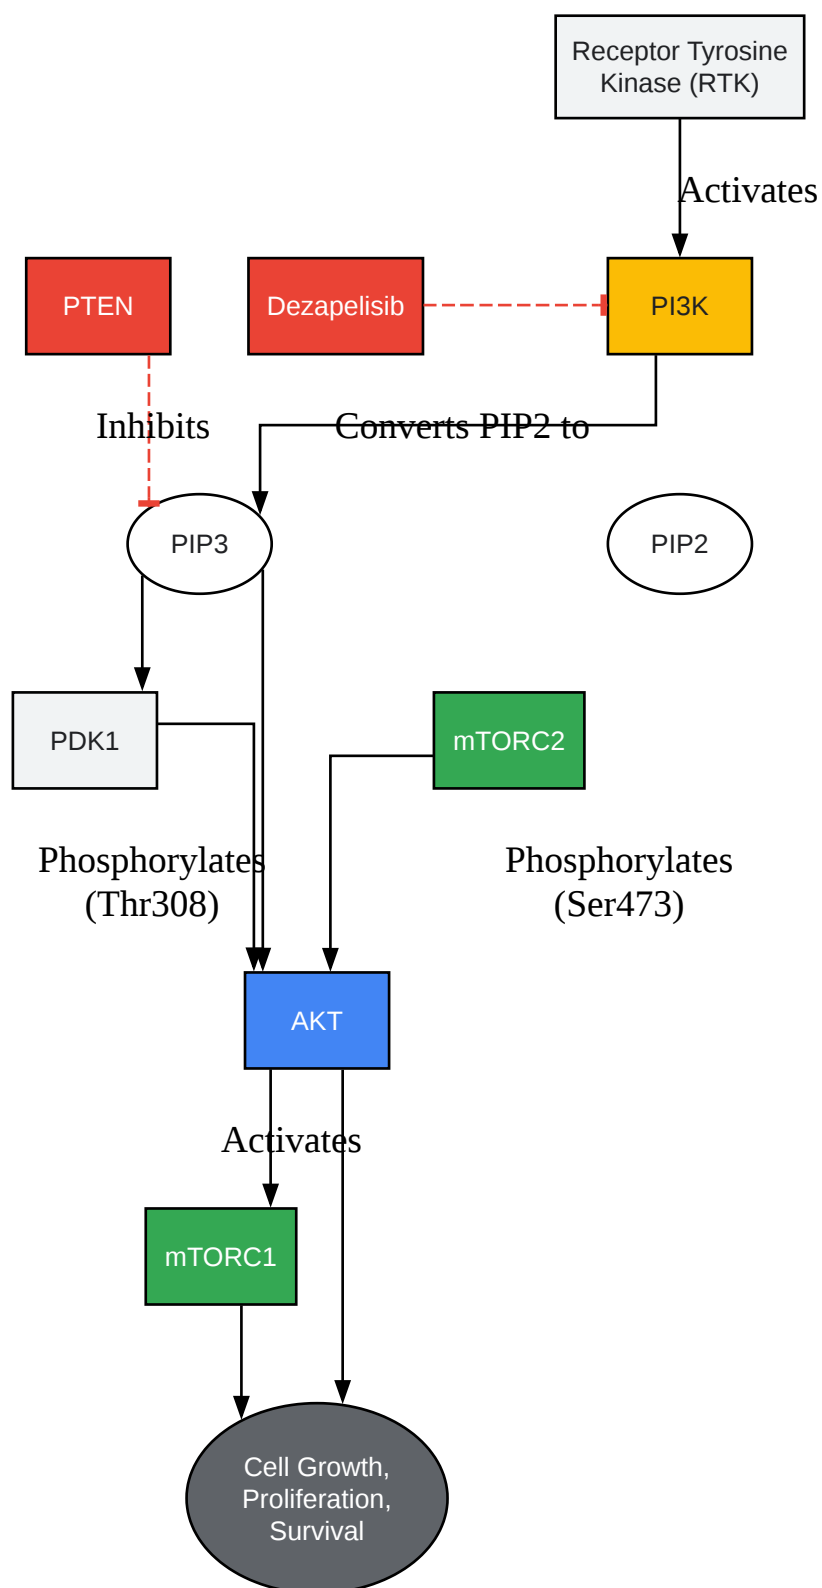 Receptor Tyrosine
Kinase (RTK)
Activates
PTEN
Dezapelisib
PI3K
Inhibits
Converts PIP2 to
PIP3
PIP2
PDK1
mTORC2
Phosphorylates
(Thr308)
Phosphorylates
(Ser473)
AKT
Activates
mTORC1
Cell Growth,
Proliferation,
Survival